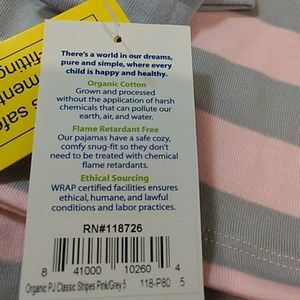 There's a world in our dreams,
pure and simple, where every
child is happy and healthy.
Organic Cotton
Grown and processed
without the application of harsh
chemicals that can pollute our
earth, air, and water.
Flame Retardant Free
Our pajamas have a safe cozy,
comfy snug-fit so they don't
need to be treated with chemical
flame retardants.
Ethical Sourcing
WRAP certified facilities ensures
ethical, humane, and lawful
conditions and labor practices.
RN#118726
8 41000 10260 4
Organic PJ Classic Stripes Pink/Grey 5 118-P80 5
safe
fitting